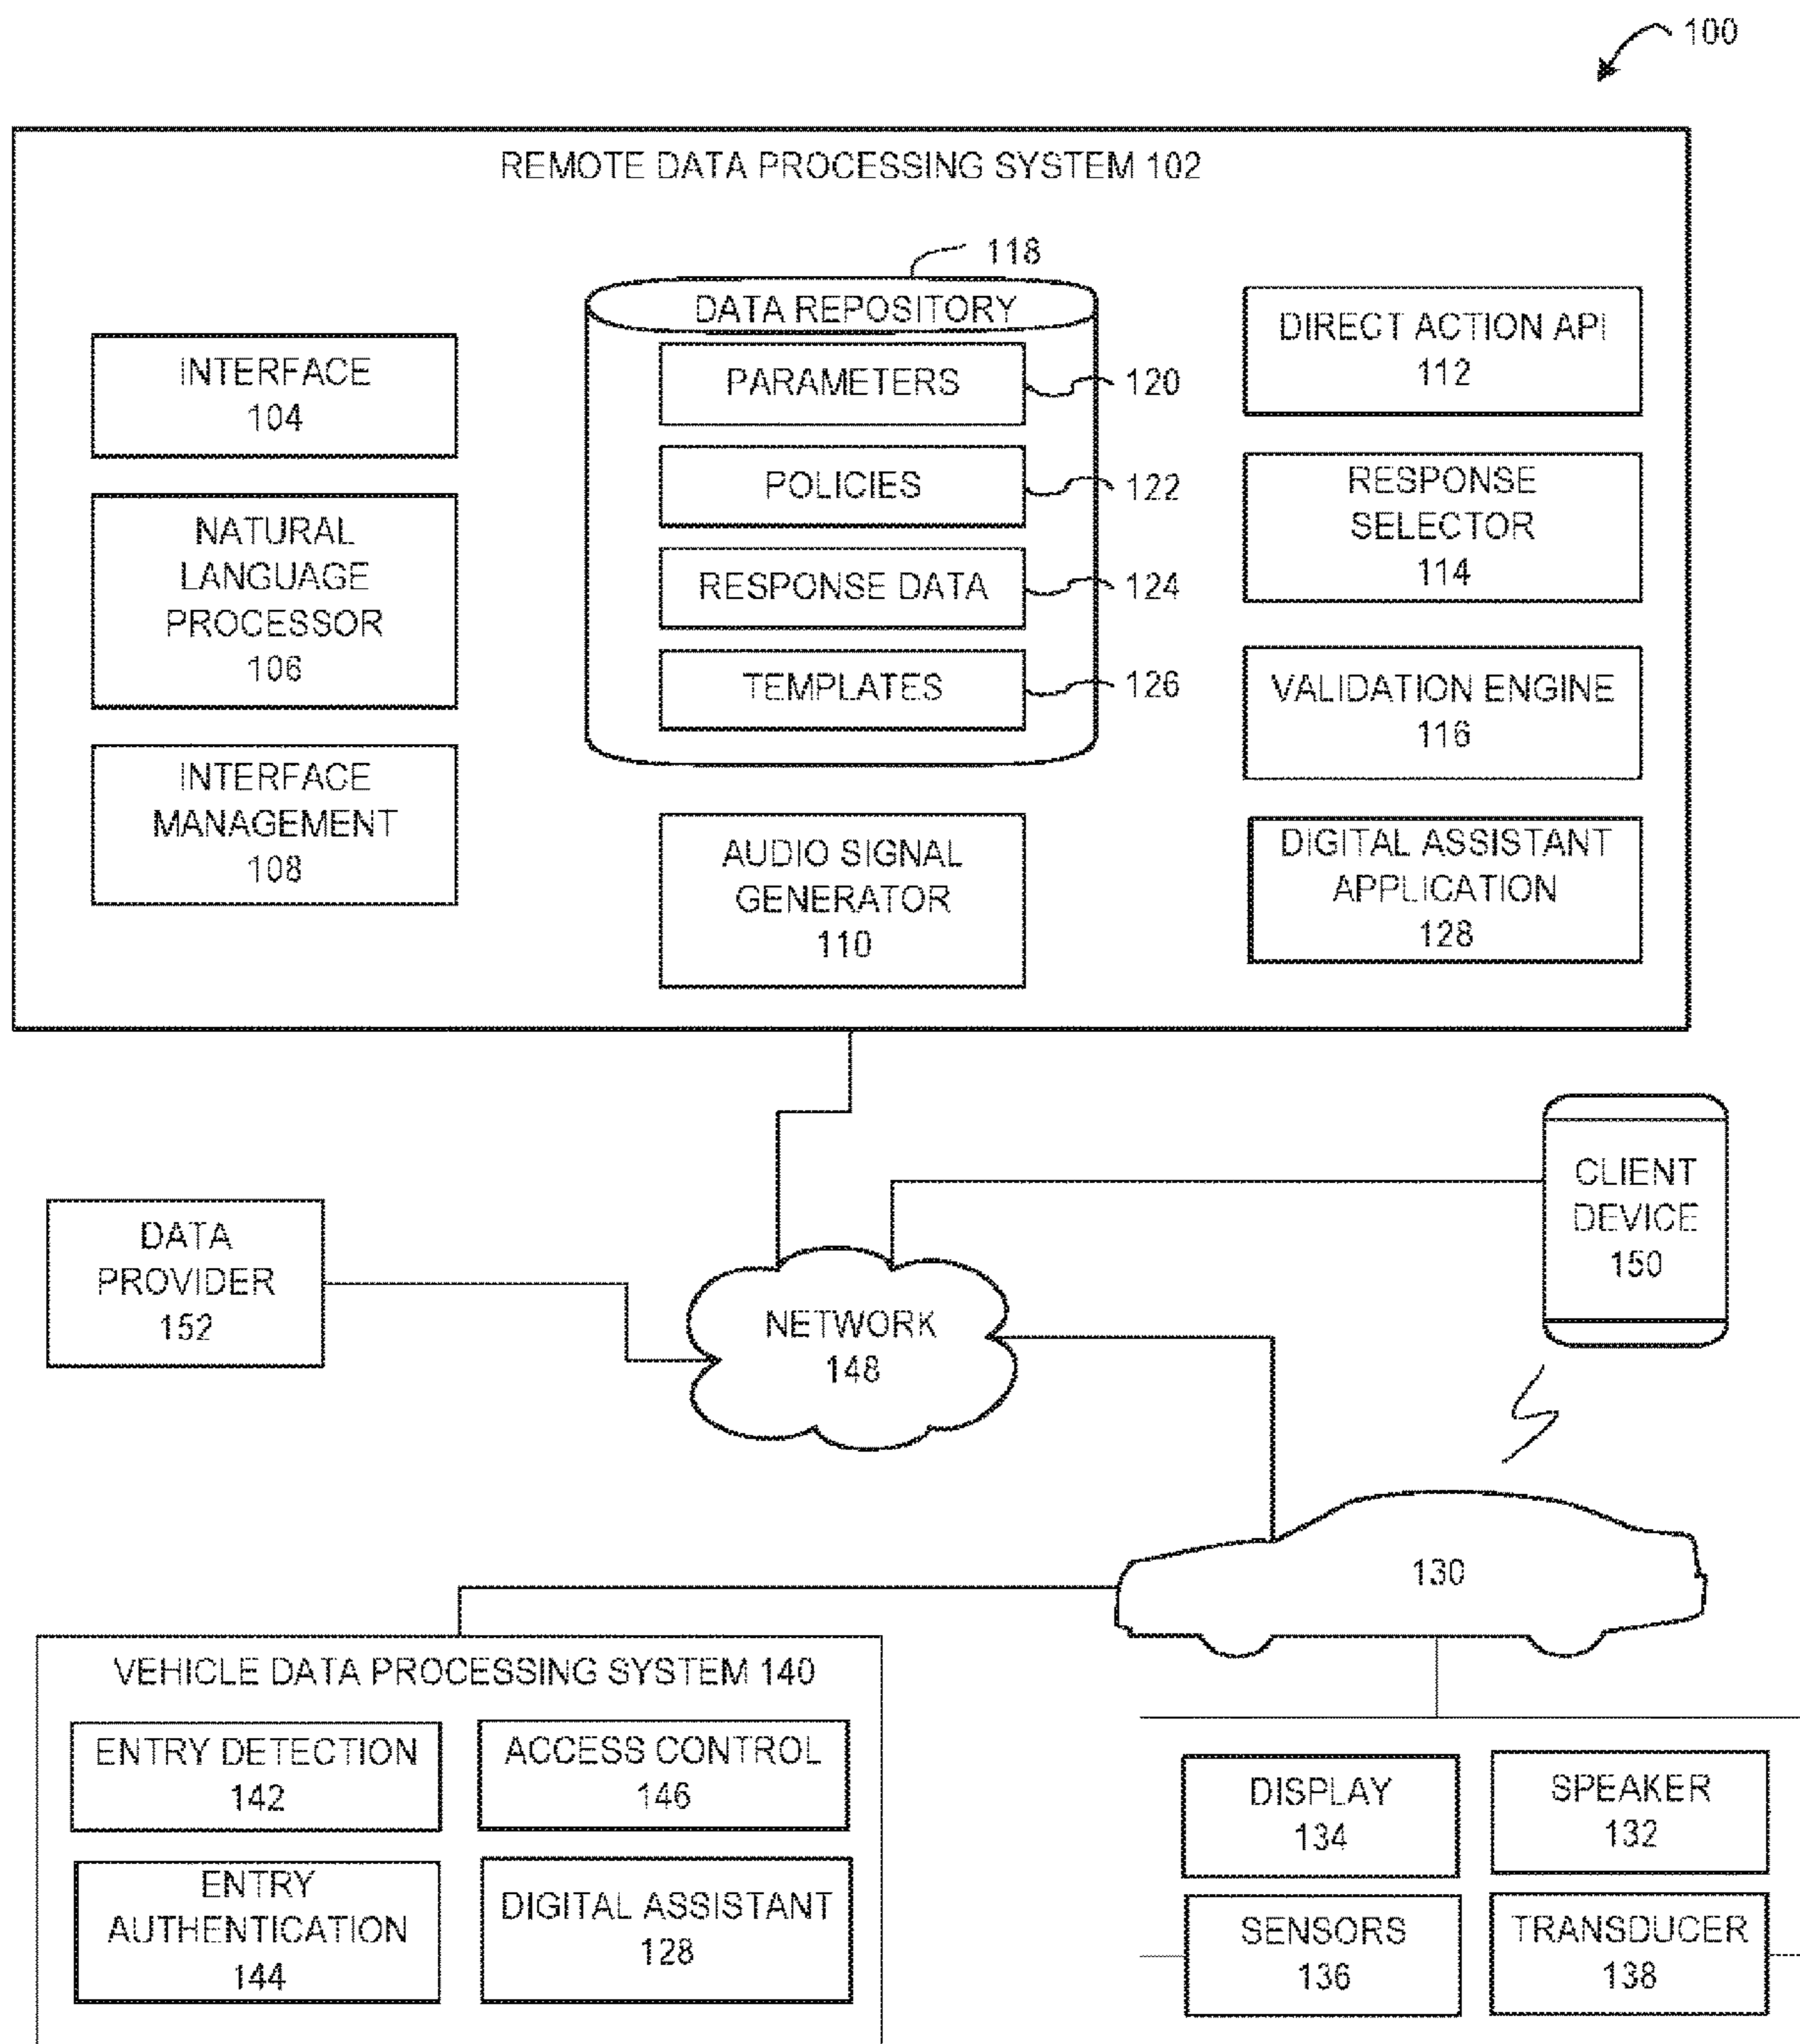 100
REMOTE DATA PROCESSING SYSTEM 102
INTERFACE
104
NATURAL
LANGUAGE
PROCESSOR
106
INTERFACE
MANAGEMENT
108
118
DATA REPOSITORY
PARAMETERS
120
POLICIES
122
RESPONSE DATA
124
TEMPLATES
126
AUDIO SIGNAL
GENERATOR
110
DIRECT ACTION API
112
RESPONSE
SELECTOR
114
VALIDATION ENGINE
116
DIGITAL ASSISTANT
APPLICATION
128
DATA
PROVIDER
152
NETWORK
148
CLIENT
DEVICE
150
130
VEHICLE DATA PROCESSING SYSTEM 140
ENTRY DETECTION
142
ACCESS CONTROL
146
ENTRY
AUTHENTICATION
144
DIGITAL ASSISTANT
128
DISPLAY
134
SPEAKER
132
SENSORS
136
TRANSDUCER
138